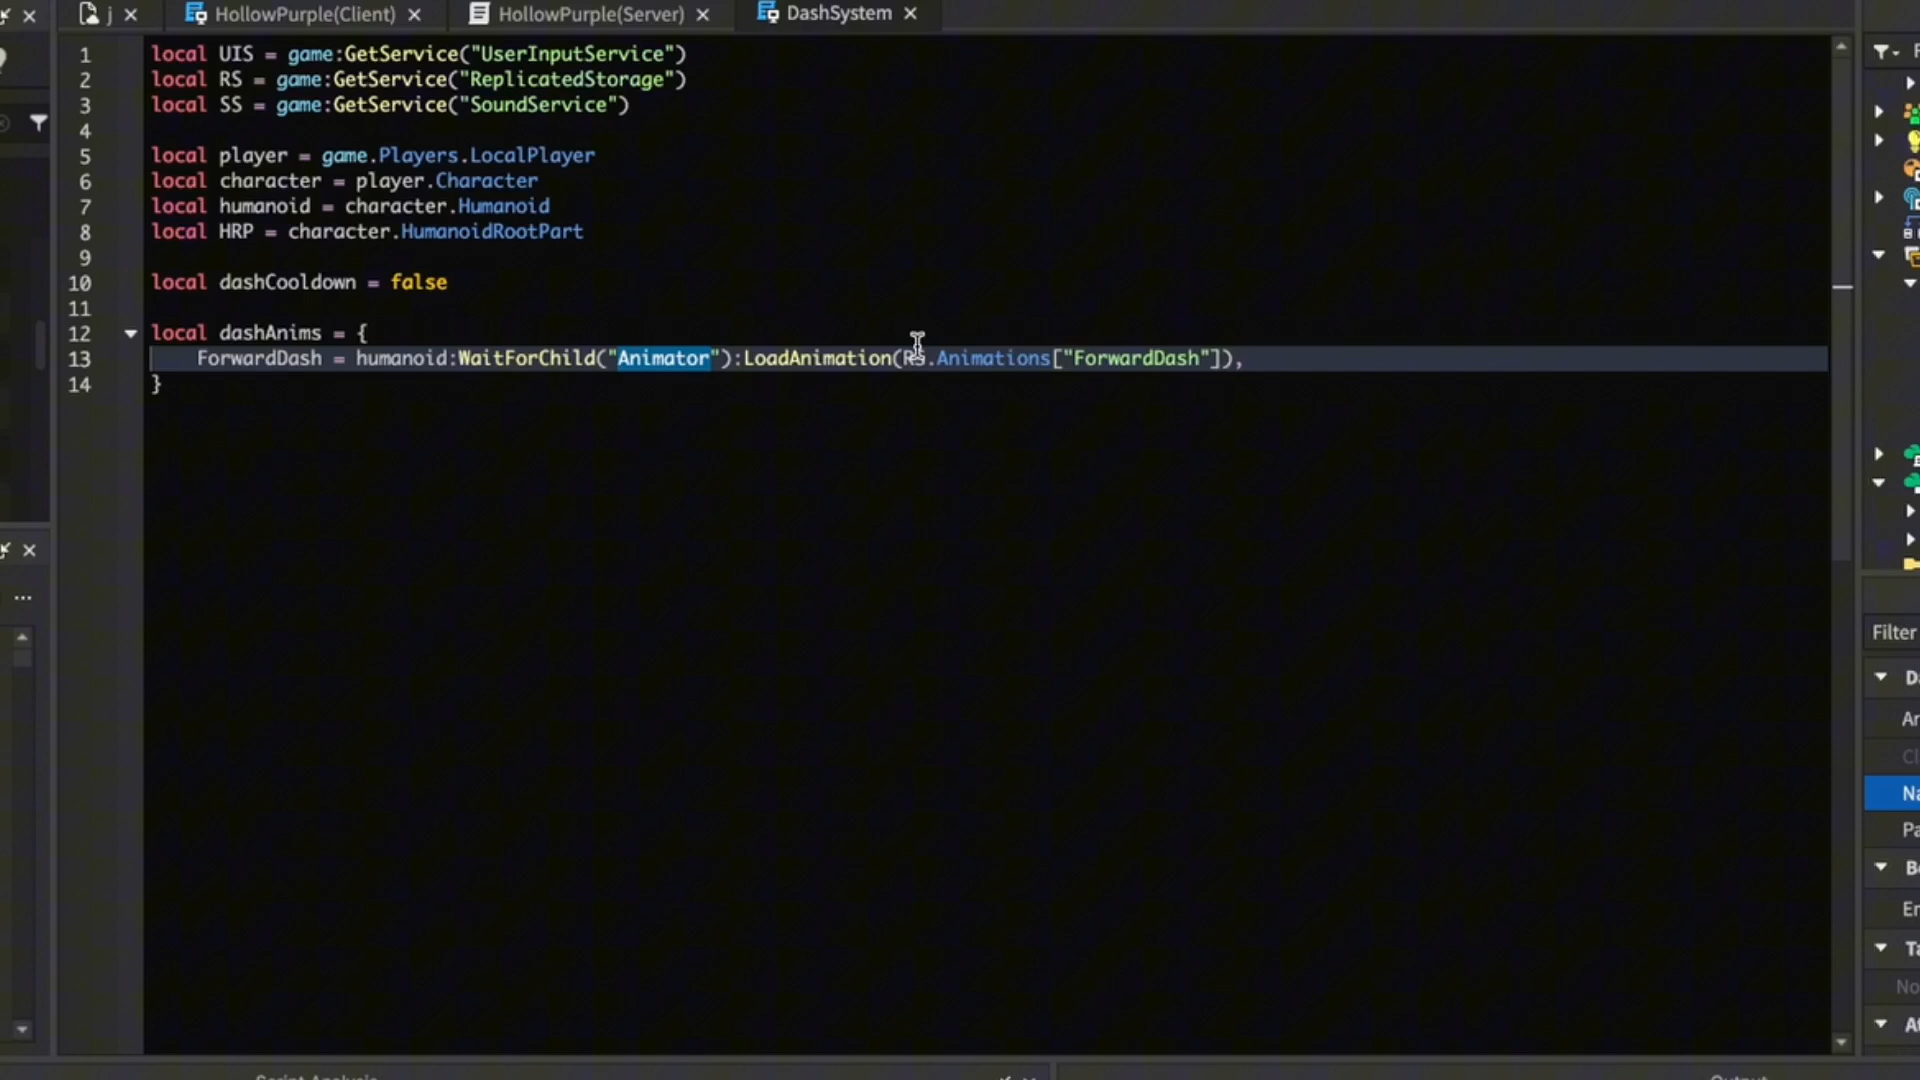 j
HollowPurple(Client)
HollowPurple(Server)
DashSystem
1 local UIS = game:GetService("UserInputService")
2 local RS = game:GetService("ReplicatedStorage")
3 local SS = game:GetService("SoundService")
4
5 local player = game.Players.LocalPlayer
6 local character = player.Character
7 local humanoid = character.Humanoid
8 local HRP = character.HumanoidRootPart
9
10 local dashCooldown = false
11
12 local dashAnims = {
13 ForwardDash = humanoid:WaitForChild("Animator"):LoadAnimation(RS.Animations["ForwardDash"]),
14 }
Filter